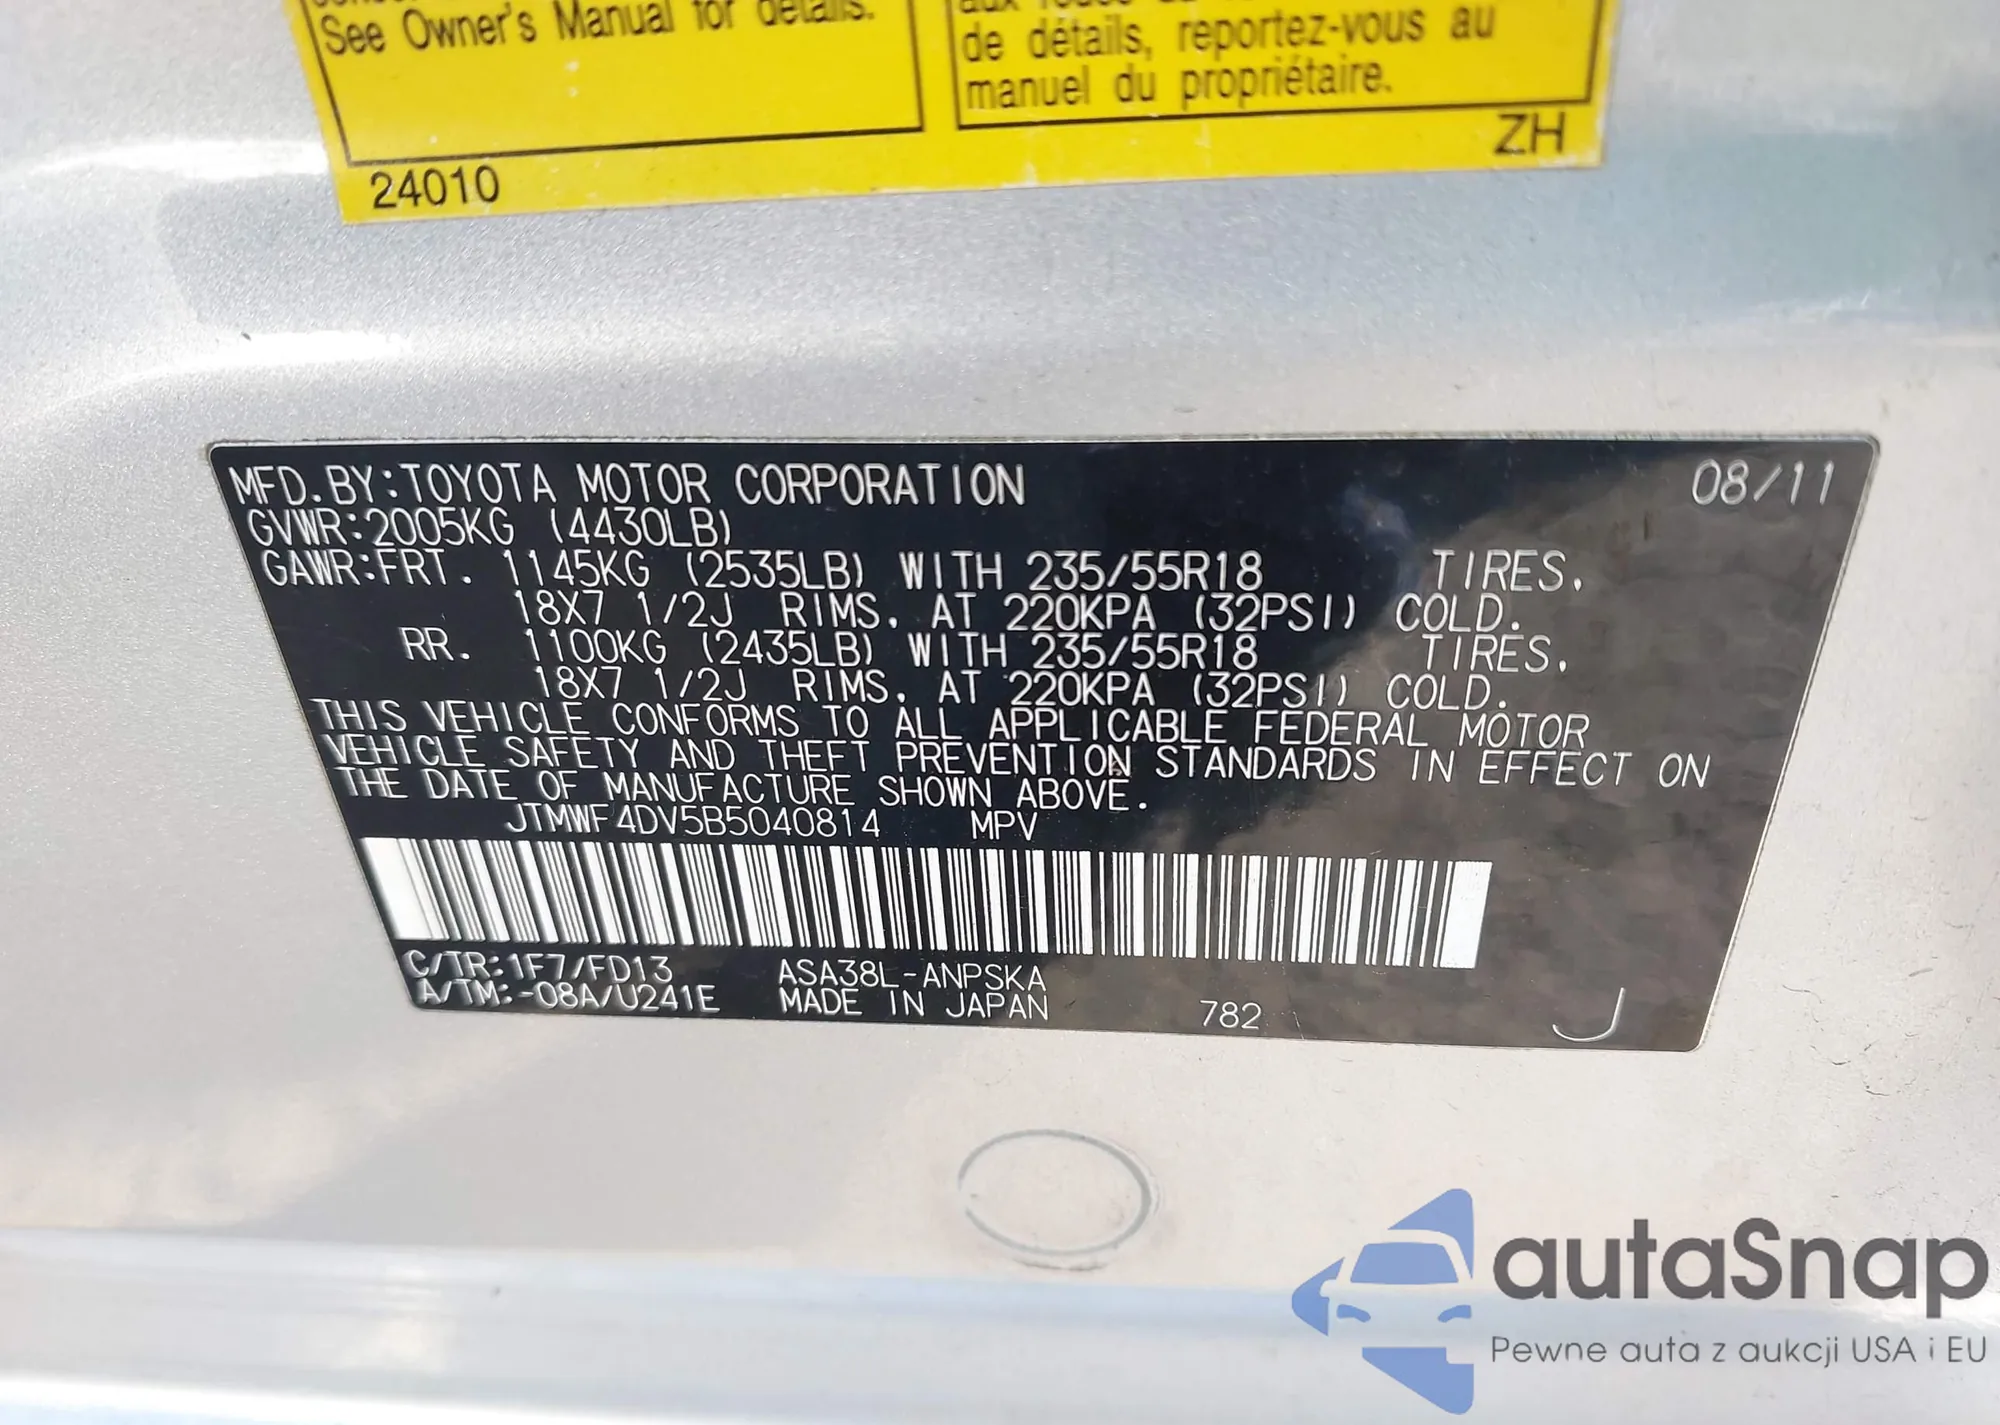 See Owner's Manual for details.
de détails, reportez-vous au
manuel du propriétaire.
24010
ZH
MFD.BY:TOYOTA MOTOR CORPORATION 08/11
GVWR:2005KG (4430LB)
GAWR:FRT. 1145KG (2535LB) WITH 235/55R18 TIRES,
18X7 1/2J RIMS, AT 220KPA (32PSI) COLD.
RR. 1100KG (2435LB) WITH 235/55R18 TIRES,
18X7 1/2J RIMS, AT 220KPA (32PSI) COLD.
THIS VEHICLE CONFORMS TO ALL APPLICABLE FEDERAL MOTOR
VEHICLE SAFETY AND THEFT PREVENTION STANDARDS IN EFFECT ON
THE DATE OF MANUFACTURE SHOWN ABOVE.
JTMWF4DV5B5040814 MPV
C/TR:1F7/FD13 ASA38L-ANPSKA
A/TM:-08A/U241E MADE IN JAPAN 782 J
autaSnap
Pewne auta z aukcji USA i EU